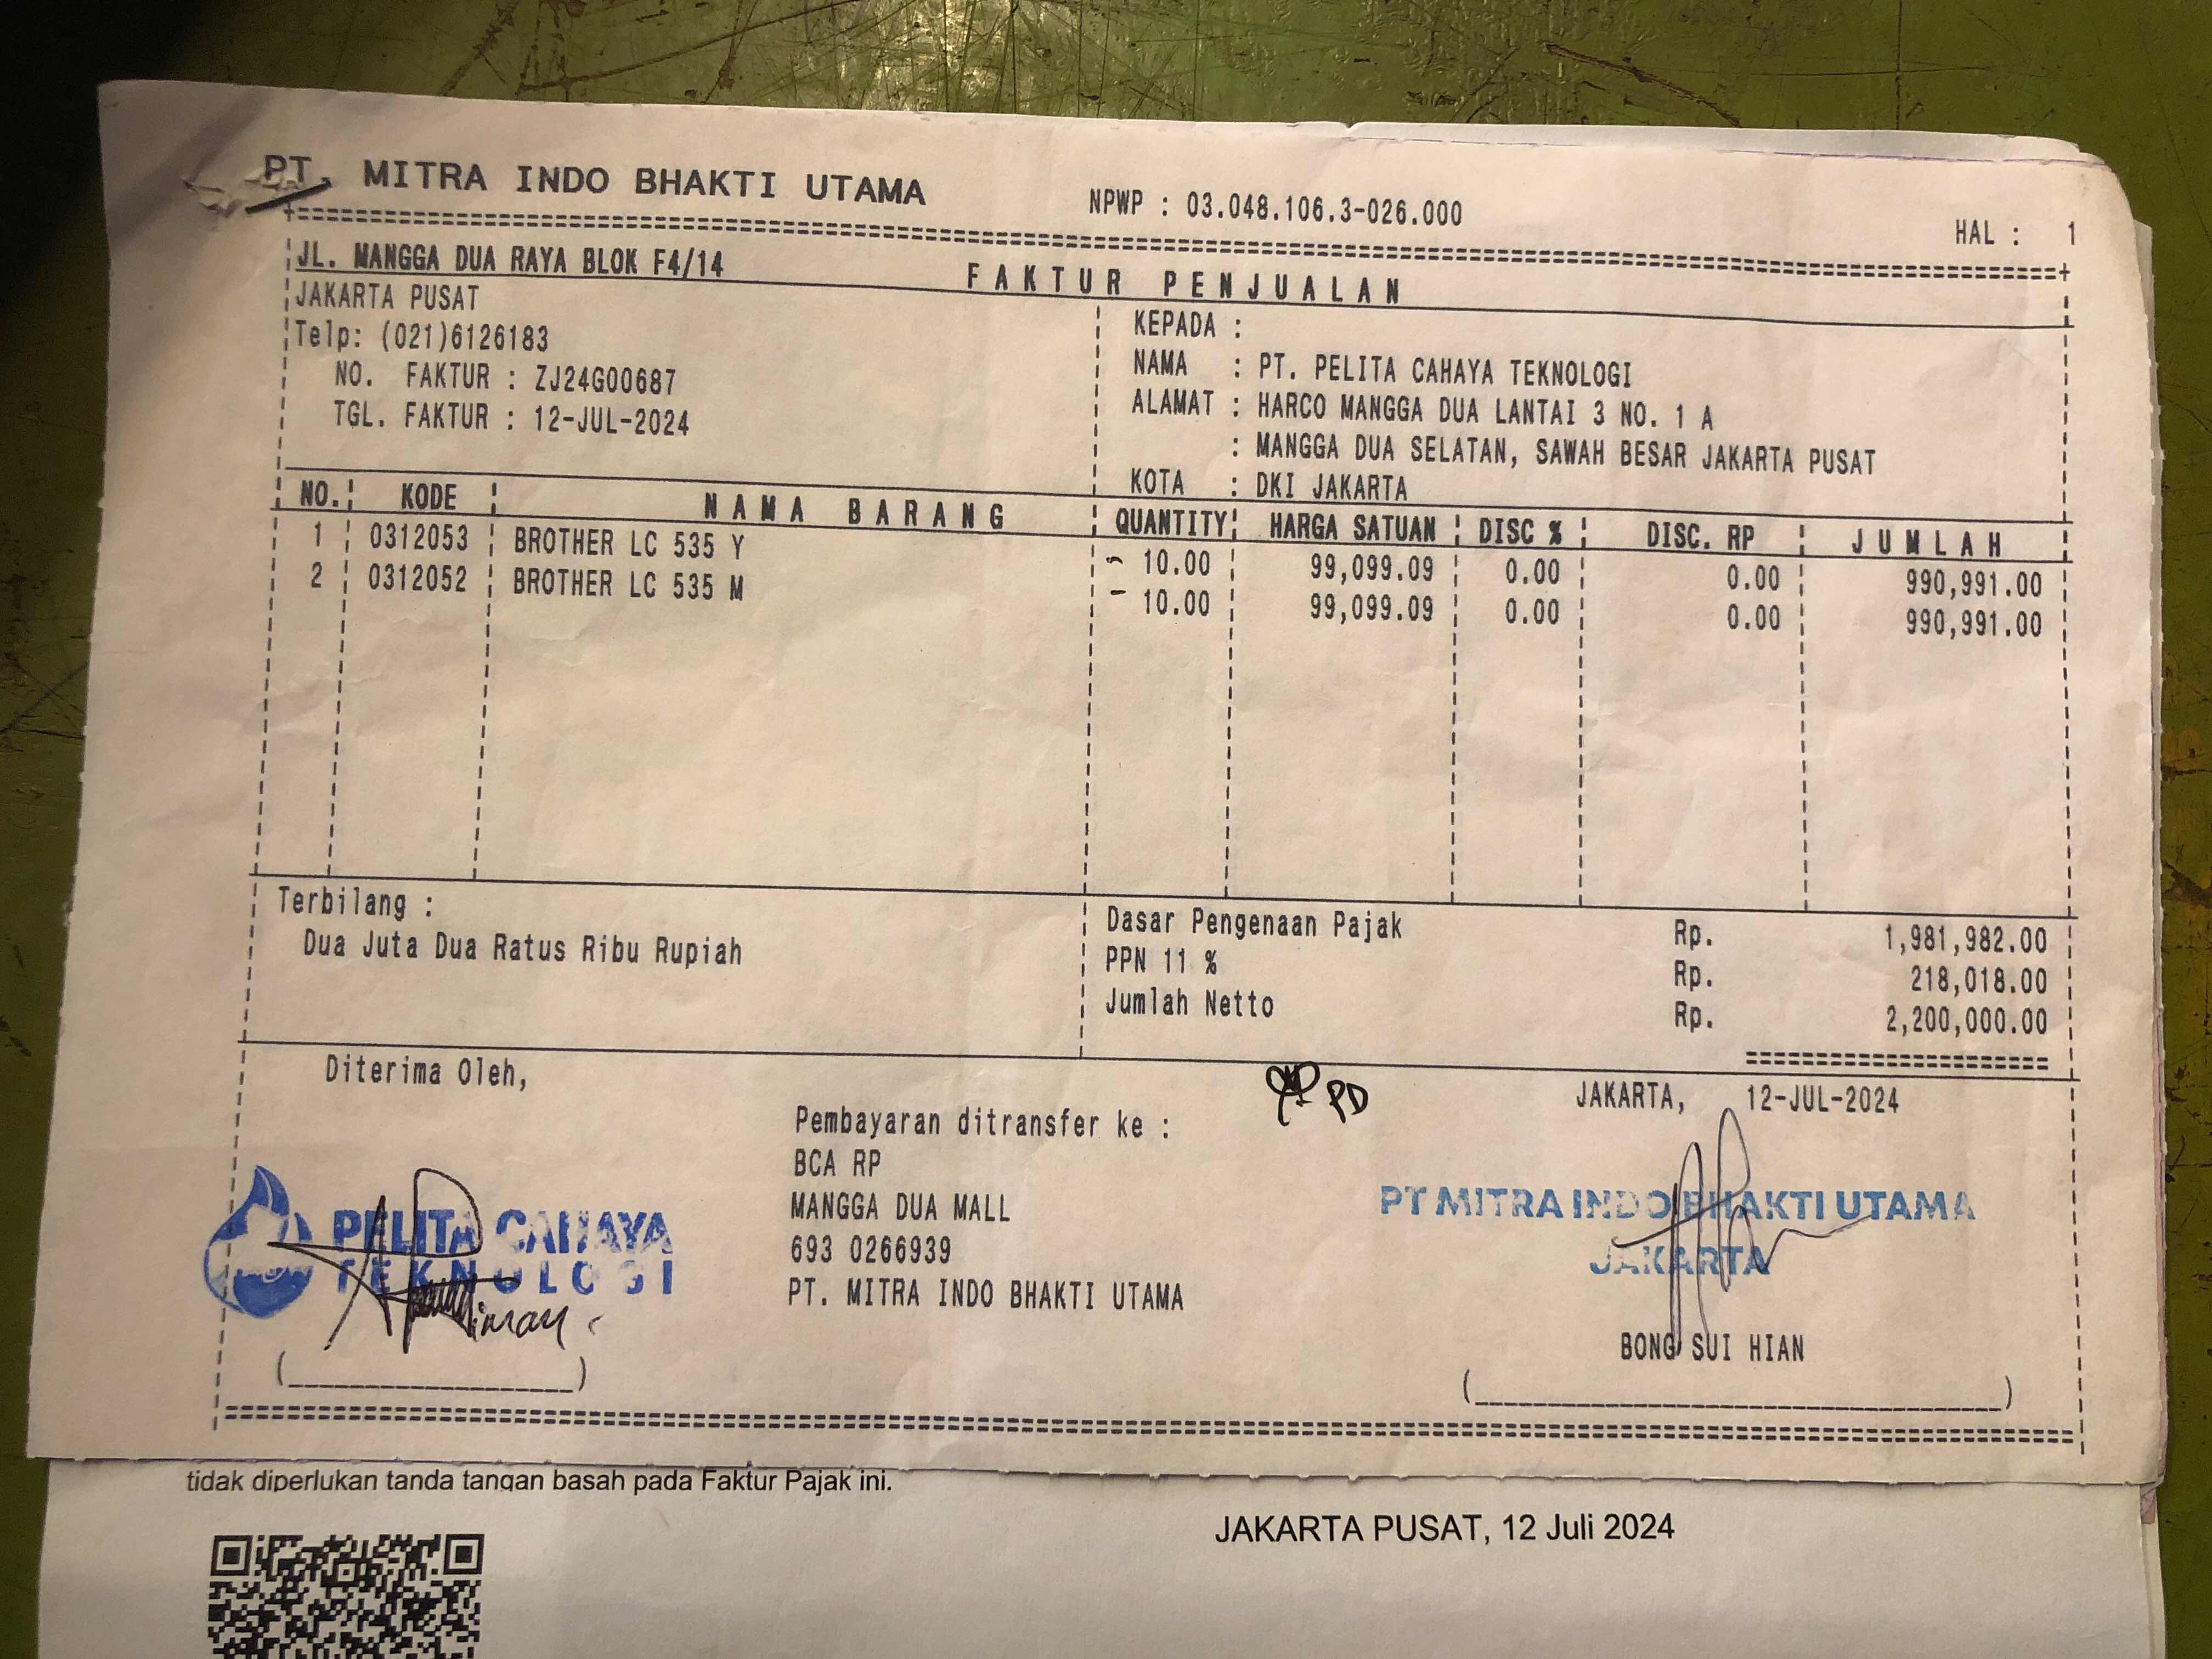 PT. MITRA INDO BHAKTI UTAMA
NPWP : 03.048.106.3-026.000
HAL : 1
JL. MANGGA DUA RAYA BLOK F4/14
FAKTUR PENJUALAN
JAKARTA PUSAT
Telp: (021)6126183
NO. FAKTUR : ZJ24G00687
TGL. FAKTUR : 12-JUL-2024
KEPADA :
NAMA : PT. PELITA CAHAYA TEKNOLOGI
ALAMAT : HARCO MANGGA DUA LANTAI 3 NO. 1 A
: MANGGA DUA SELATAN, SAWAH BESAR JAKARTA PUSAT
KOTA : DKI JAKARTA
NO. KODE NAMA BARANG QUANTITY HARGA SATUAN DISC % DISC. RP JUMLAH
1 0312053 BROTHER LC 535 Y 10.00 99,099.09 0.00 0.00 990,991.00
2 0312052 BROTHER LC 535 M 10.00 99,099.09 0.00 0.00 990,991.00
Terbilang :
Dua Juta Dua Ratus Ribu Rupiah
Dasar Pengenaan Pajak Rp. 1,981,982.00
PPN 11 % Rp. 218,018.00
Jumlah Netto Rp. 2,200,000.00
Diterima Oleh,
PD
JAKARTA, 12-JUL-2024
Pembayaran ditransfer ke :
BCA RP
MANGGA DUA MALL
693 0266939
PT. MITRA INDO BHAKTI UTAMA
PELITA CAHAYA
TEKNOLOGI
PT MITRA INDO BHAKTI UTAMA
JAKARTA
BONG SUI HIAN
tidak diperlukan tanda tangan basah pada Faktur Pajak ini.
JAKARTA PUSAT, 12 Juli 2024